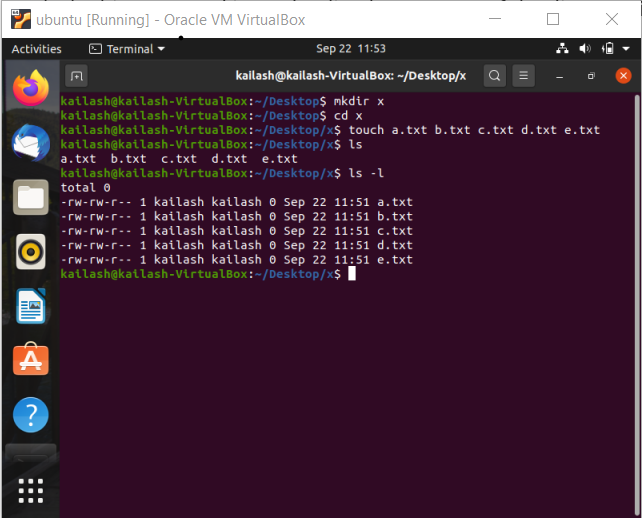 ubuntu [Running] - Oracle VM VirtualBox
Activities Terminal Sep 22 11:53
kailash@kailash-VirtualBox: ~/Desktop/x
kailash@kailash-VirtualBox:~/Desktop$ mkdir x
kailash@kailash-VirtualBox:~/Desktop$ cd x
kailash@kailash-VirtualBox:~/Desktop/x$ touch a.txt b.txt c.txt d.txt e.txt
kailash@kailash-VirtualBox:~/Desktop/x$ ls
a.txt  b.txt  c.txt  d.txt  e.txt
kailash@kailash-VirtualBox:~/Desktop/x$ ls -l
total 0
-rw-rw-r-- 1 kailash kailash 0 Sep 22 11:51 a.txt
-rw-rw-r-- 1 kailash kailash 0 Sep 22 11:51 b.txt
-rw-rw-r-- 1 kailash kailash 0 Sep 22 11:51 c.txt
-rw-rw-r-- 1 kailash kailash 0 Sep 22 11:51 d.txt
-rw-rw-r-- 1 kailash kailash 0 Sep 22 11:51 e.txt
kailash@kailash-VirtualBox:~/Desktop/x$